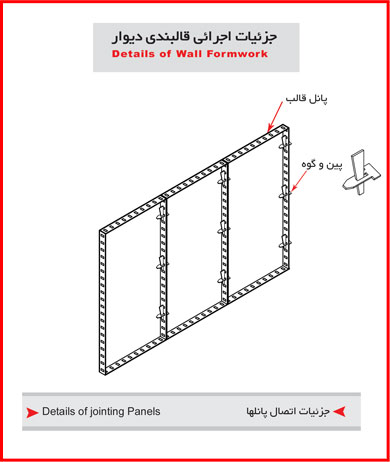 جزئیات اجرائی قالبندی دیوار
Details of Wall Formwork
پانل قالب
پین و گوه
Details of jointing Panels
جزئیات اتصال پانلها